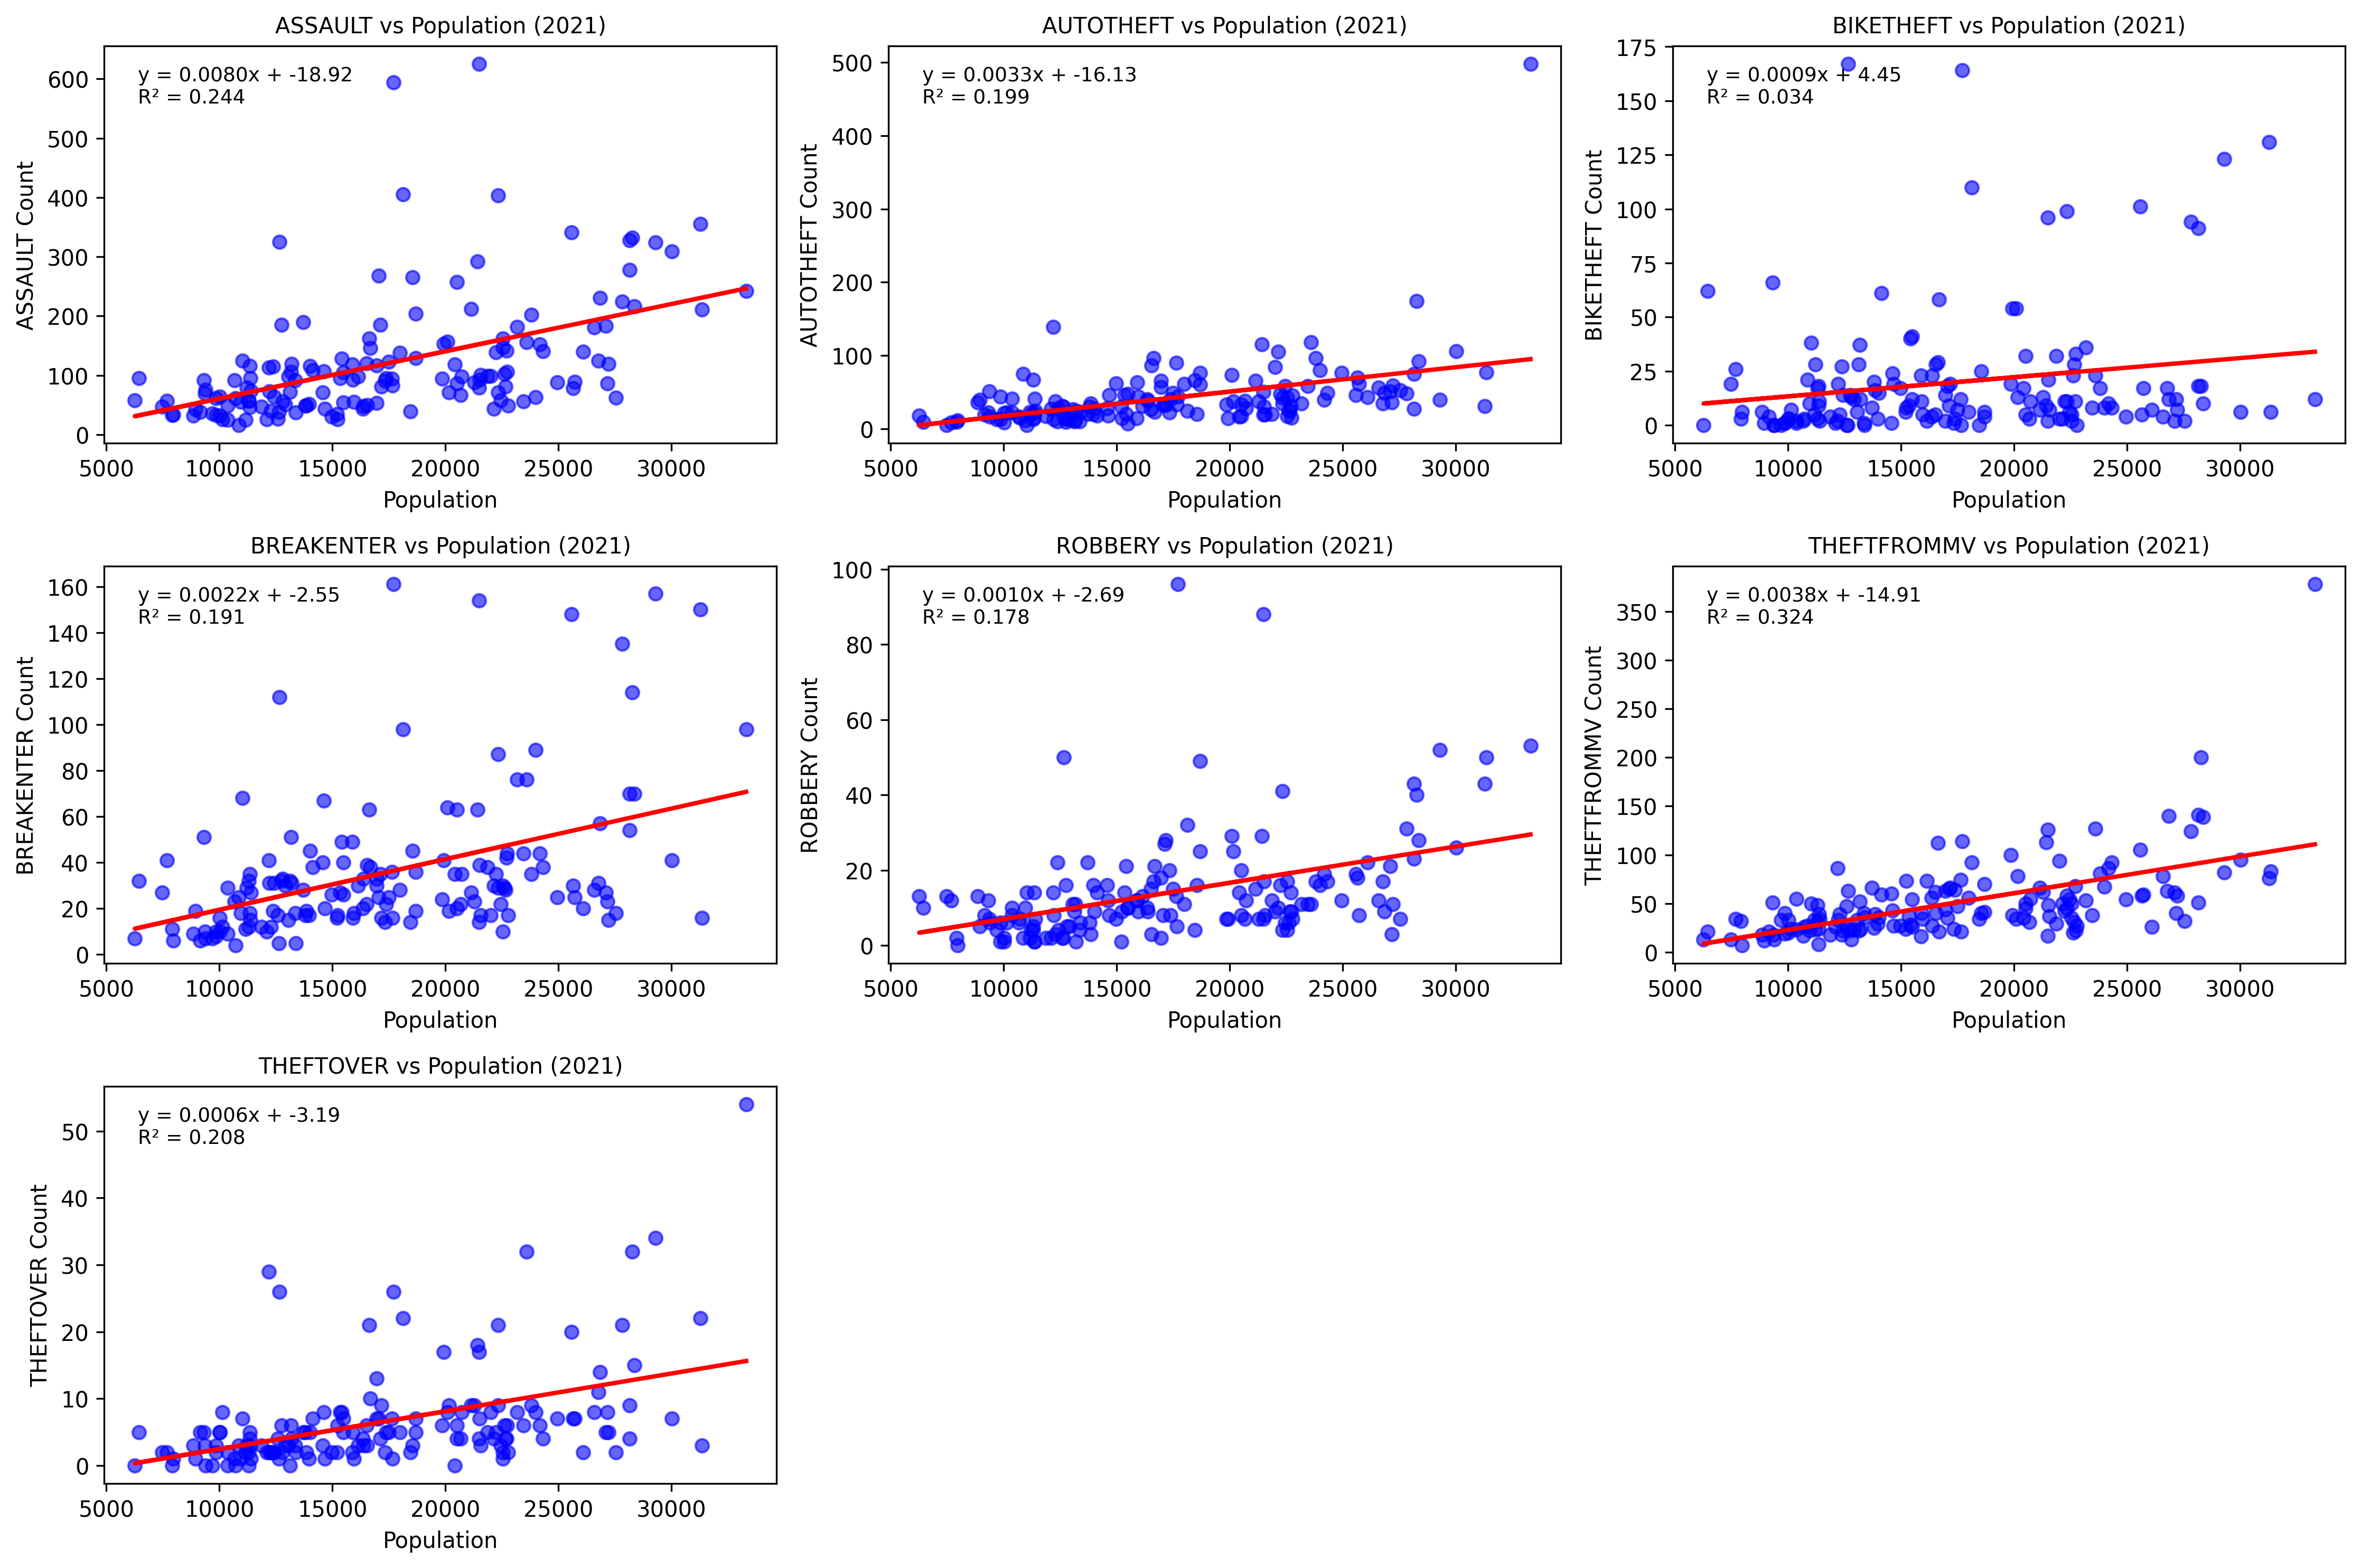 ASSAULT vs Population (2021)
y = 0.0080x + -18.92
R² = 0.244
ASSAULT Count
600
500
400
300
200
100
0
5000 10000 15000 20000 25000 30000
Population
AUTOTHEFT vs Population (2021)
y = 0.0033x + -16.13
R² = 0.199
AUTOTHEFT Count
500
400
300
200
100
0
5000 10000 15000 20000 25000 30000
Population
BIKETHEFT vs Population (2021)
y = 0.0009x + 4.45
R² = 0.034
BIKETHEFT Count
175
150
125
100
75
50
25
0
5000 10000 15000 20000 25000 30000
Population
BREAKENTER vs Population (2021)
y = 0.0022x + -2.55
R² = 0.191
BREAKENTER Count
160
140
120
100
80
60
40
20
0
5000 10000 15000 20000 25000 30000
Population
ROBBERY vs Population (2021)
y = 0.0010x + -2.69
R² = 0.178
ROBBERY Count
100
80
60
40
20
0
5000 10000 15000 20000 25000 30000
Population
THEFTFROMMV vs Population (2021)
y = 0.0038x + -14.91
R² = 0.324
THEFTFROMMV Count
350
300
250
200
150
100
50
0
5000 10000 15000 20000 25000 30000
Population
THEFTOVER vs Population (2021)
y = 0.0006x + -3.19
R² = 0.208
THEFTOVER Count
50
40
30
20
10
0
5000 10000 15000 20000 25000 30000
Population